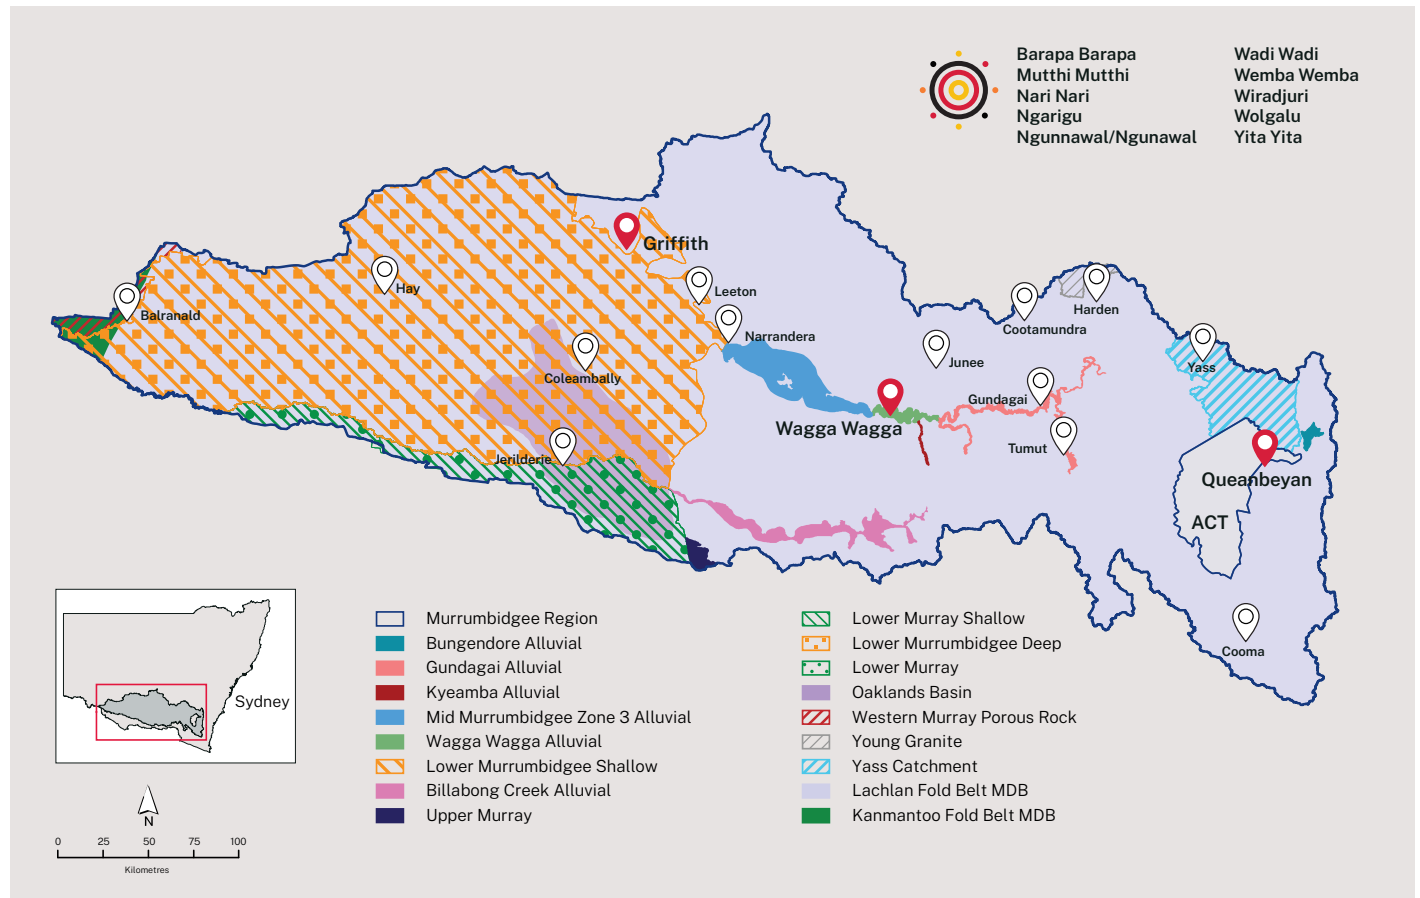 Barapa Barapa
Mutthi Mutthi
Nari Nari
Ngarigu
Ngunnawal/Ngunawal
Wadi Wadi
Wemba Wemba
Wiradjuri
Wolgalu
Yita Yita
Griffith
Hay
Leeton
Balranald
Narrandera
Harden
Cootamundra
Junee
Yass
Coleambally
Gundagai
Wagga Wagga
Tumut
Jerilderie
Queanbeyan
ACT
Cooma
Sydney
N
0 25 50 75 100
Kilometres
Murrumbidgee Region
Bungendore Alluvial
Gundagai Alluvial
Kyeamba Alluvial
Mid Murrumbidgee Zone 3 Alluvial
Wagga Wagga Alluvial
Lower Murrumbidgee Shallow
Billabong Creek Alluvial
Upper Murray
Lower Murray Shallow
Lower Murrumbidgee Deep
Lower Murray
Oaklands Basin
Western Murray Porous Rock
Young Granite
Yass Catchment
Lachlan Fold Belt MDB
Kanmantoo Fold Belt MDB